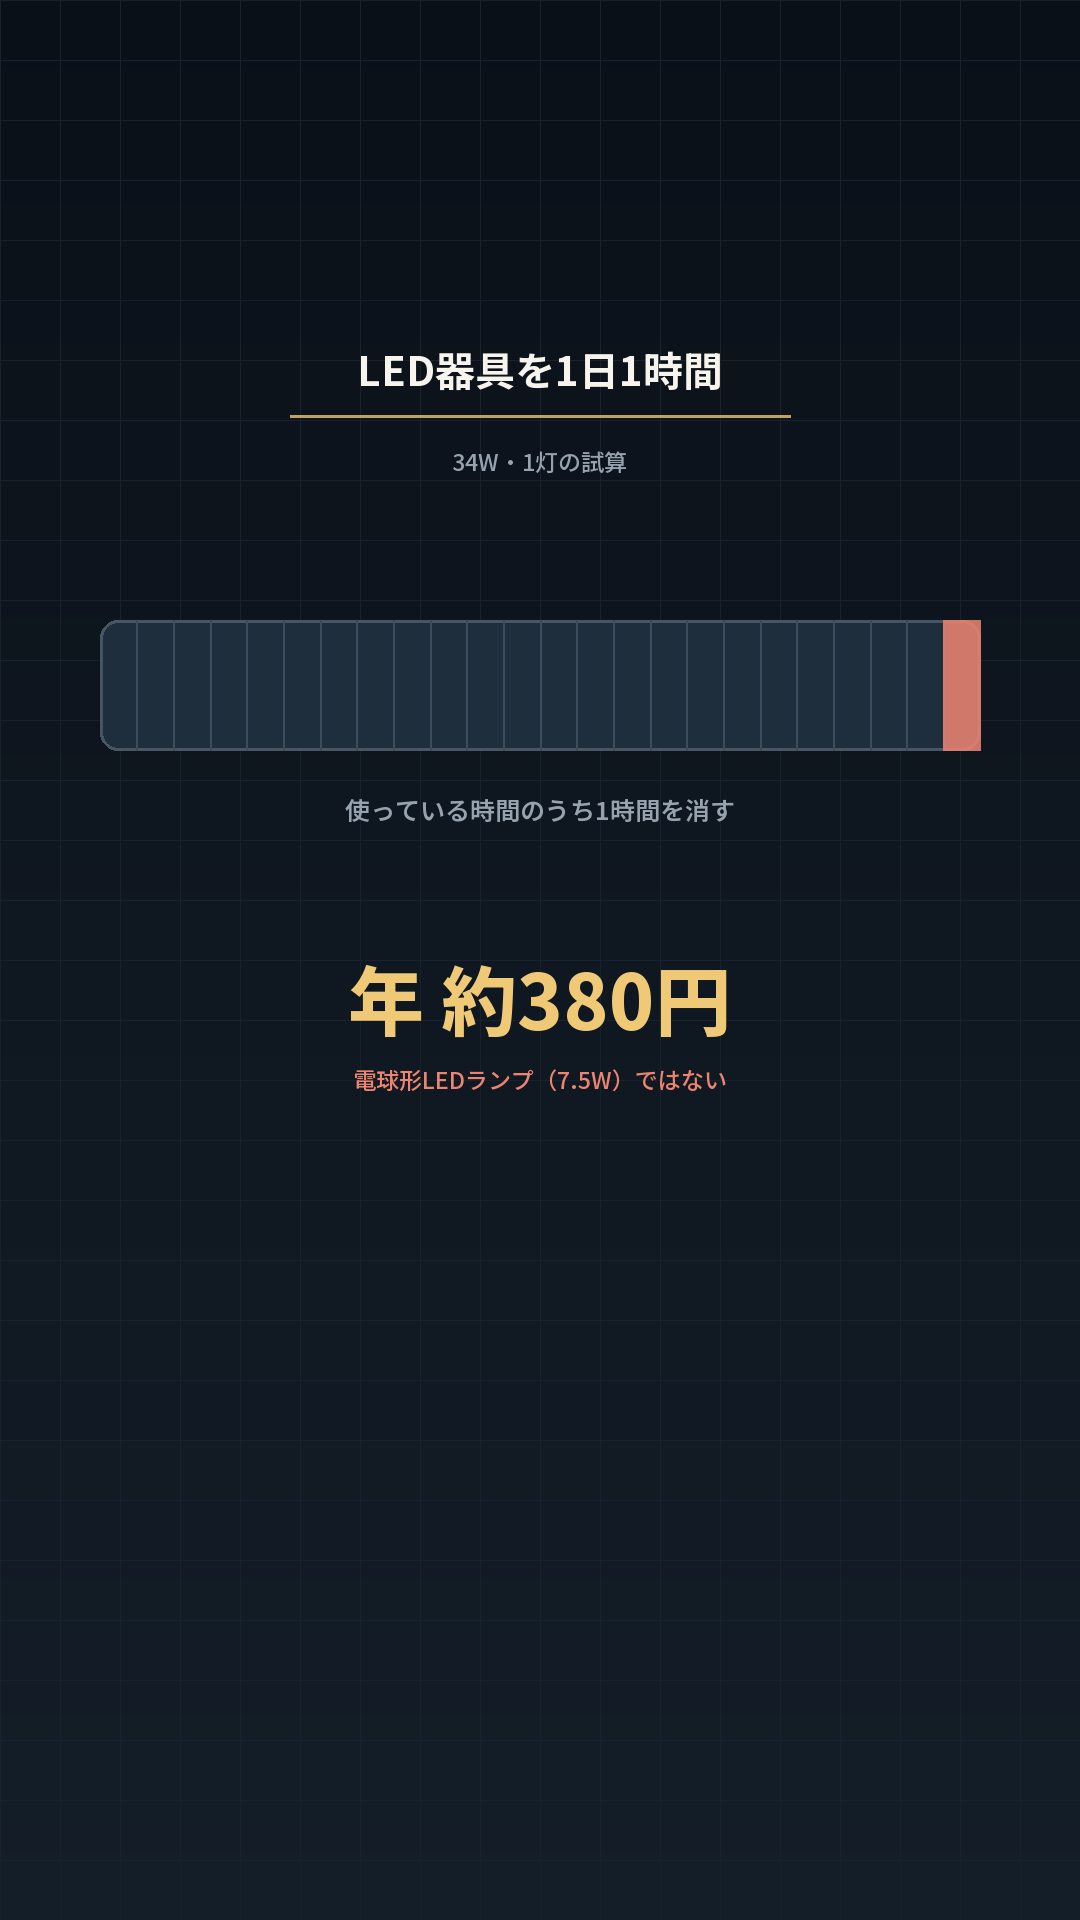 LED器具を1日1時間
34W・1灯の試算
使っている時間のうち1時間を消す
年 約380円
電球形LEDランプ（7.5W）ではない